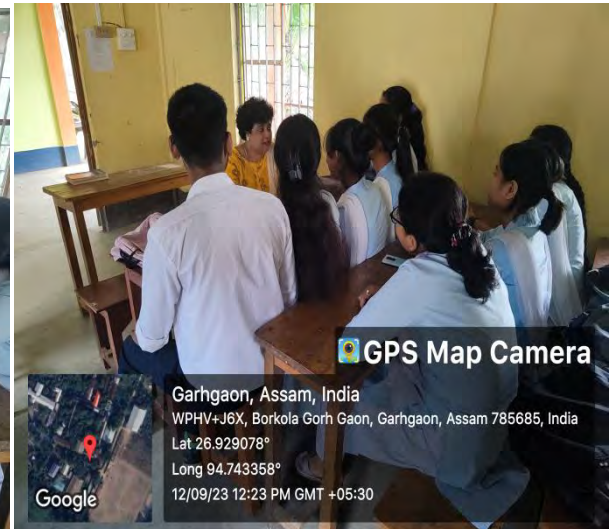 GPS Map Camera
Garhgaon, Assam, India
WPHV+J6X, Borkola Gorh Gaon, Garhgaon, Assam 785685, India
Lat 26.929078°
Long 94.743358°
12/09/23 12:23 PM GMT +05:30
Google